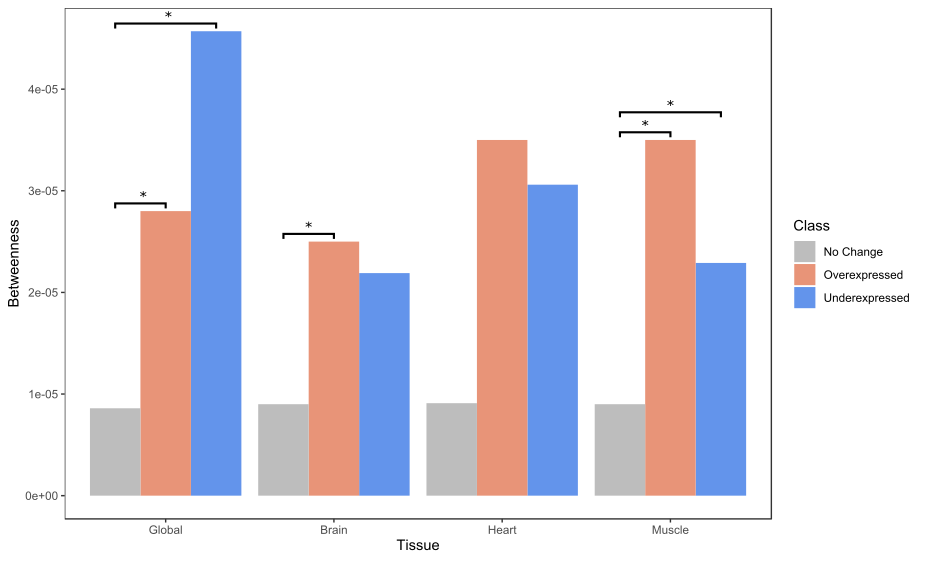 *
4e-05
*
*
3e-05
*
*
2e-05
1e-05
0e+00
Betweenness
Global Brain Heart Muscle
Tissue
Class
No Change
Overexpressed
Underexpressed